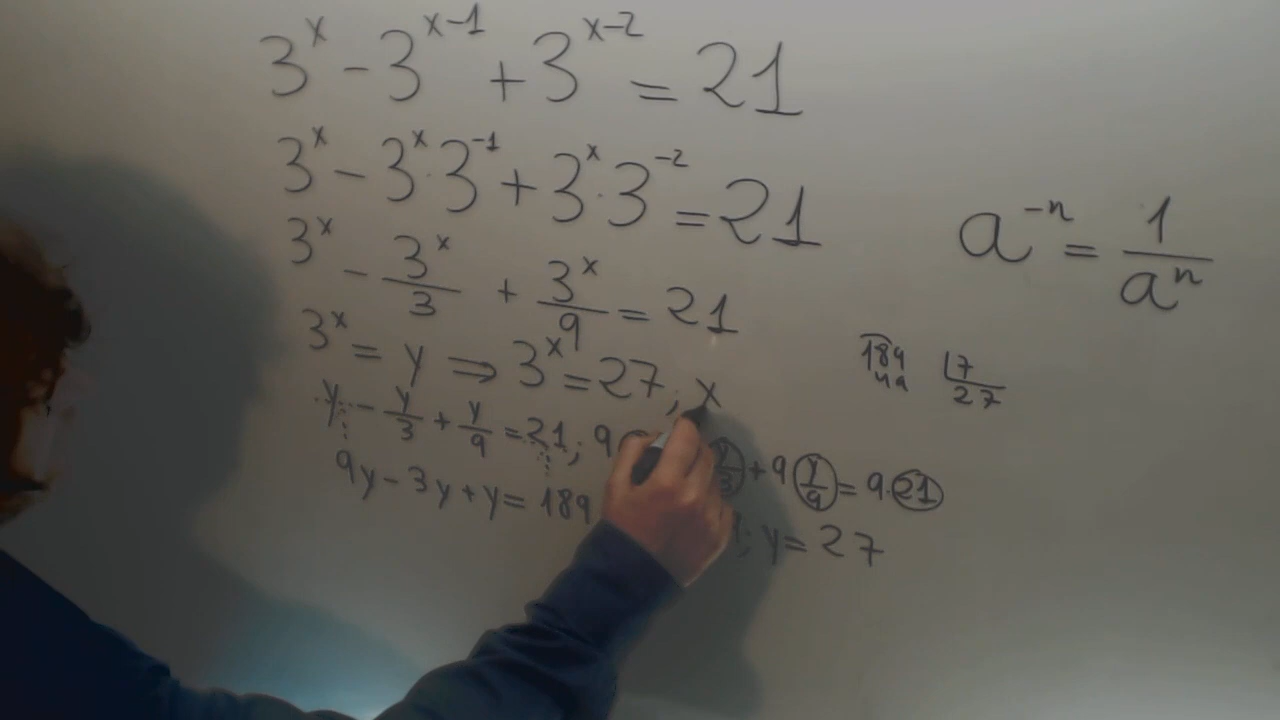 3^x - 3^{x-1} + 3^{x-2} = 21
3^x - 3^x · 3^{-1} + 3^x · 3^{-2} = 21
3^x - 3^x/3 + 3^x/9 = 21
a^{-n} = 1/a^n
3^x = y ⇒ 3^x = 27; x
189 7
49 27
y - y/3 + y/9 = 21; 9 y/3 + 9 y/9 = 9·21
9y - 3y + y = 189 ; y = 27